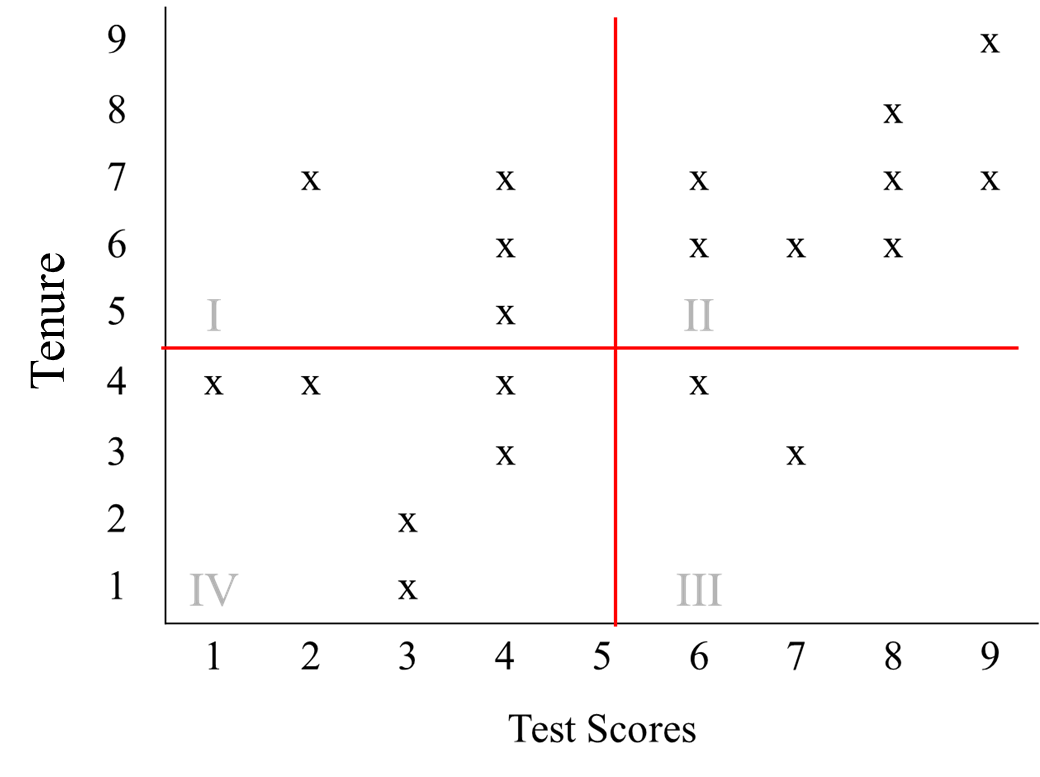 9 x
8 x
7 x x x x x
6 x x x x
Tenure
5 I x II
4 x x x x
3 x x
2 x
1 IV x III
1 2 3 4 5 6 7 8 9
Test Scores